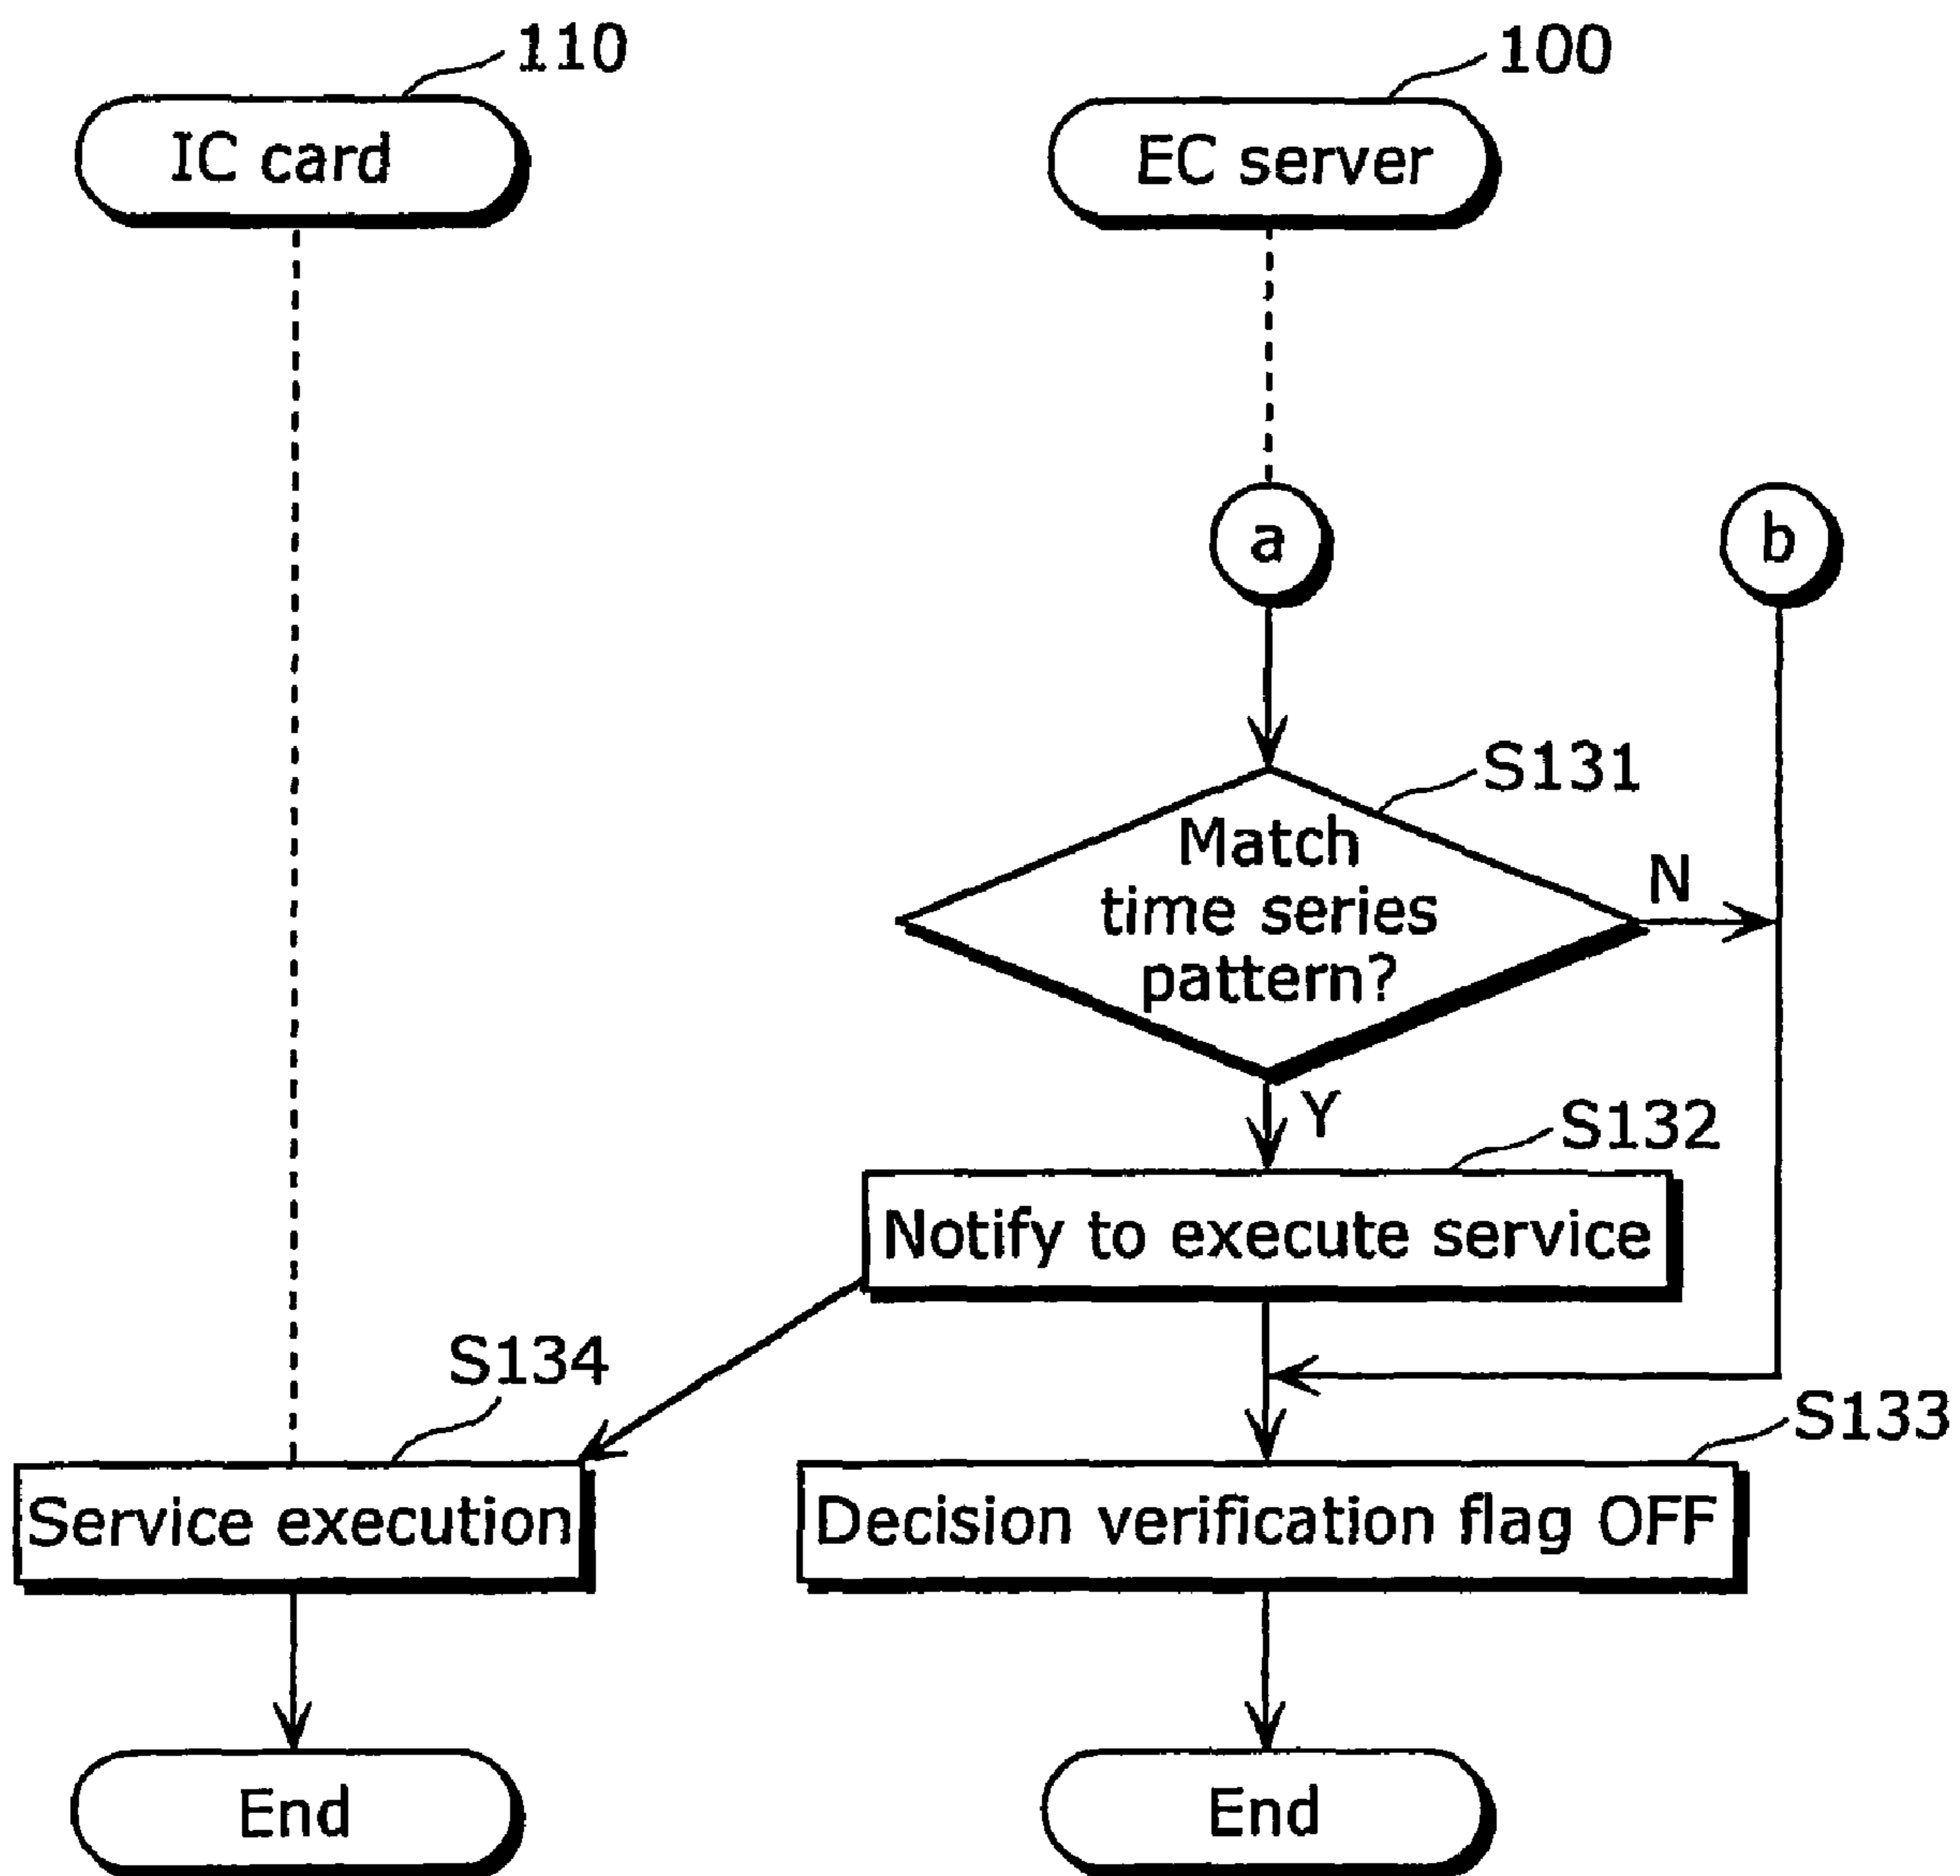 110
100
IC card
EC server
a
b
S131
Match
time series
pattern?
N
Y
S132
Notify to execute service
S134
S133
Service execution
Decision verification flag OFF
End
End